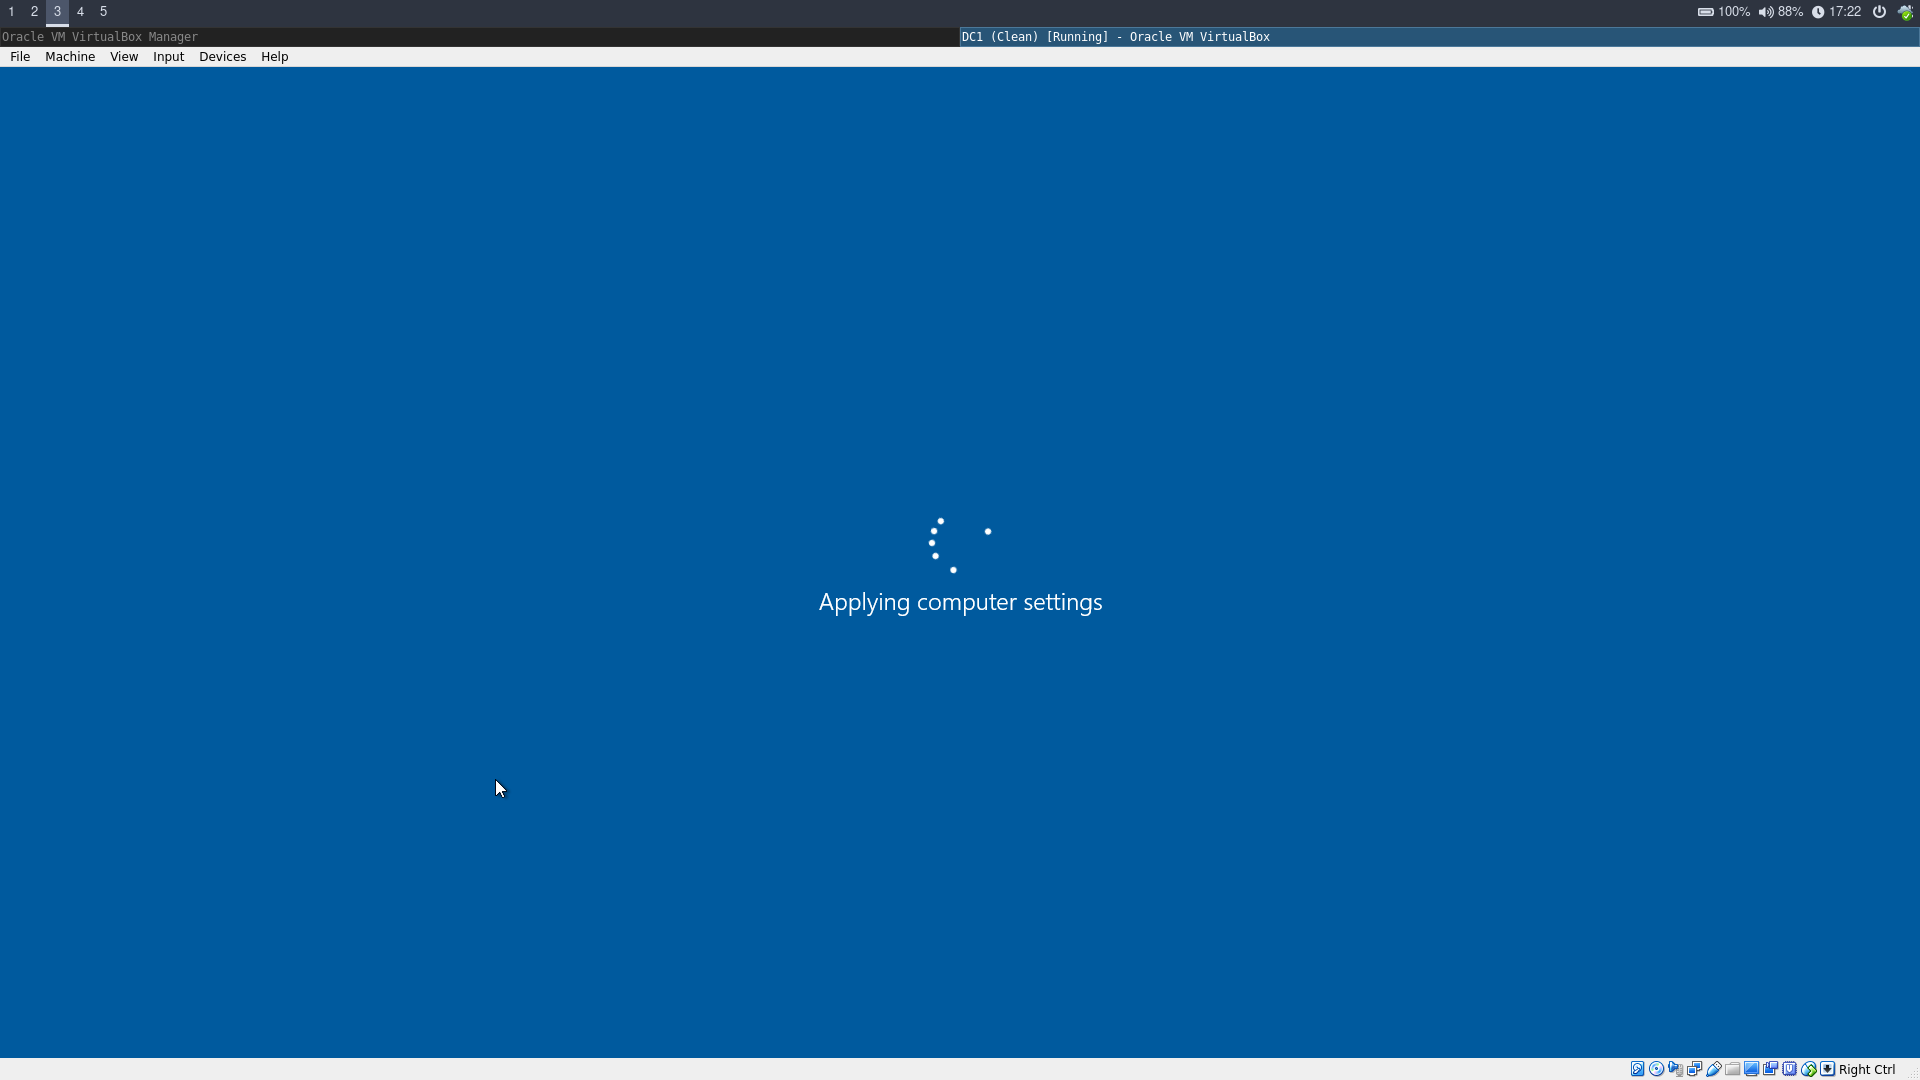 1 2 3 4 5 100% 88% 17:22
Oracle VM VirtualBox Manager DC1 (Clean) [Running] - Oracle VM VirtualBox
File Machine View Input Devices Help
Applying computer settings
Right Ctrl